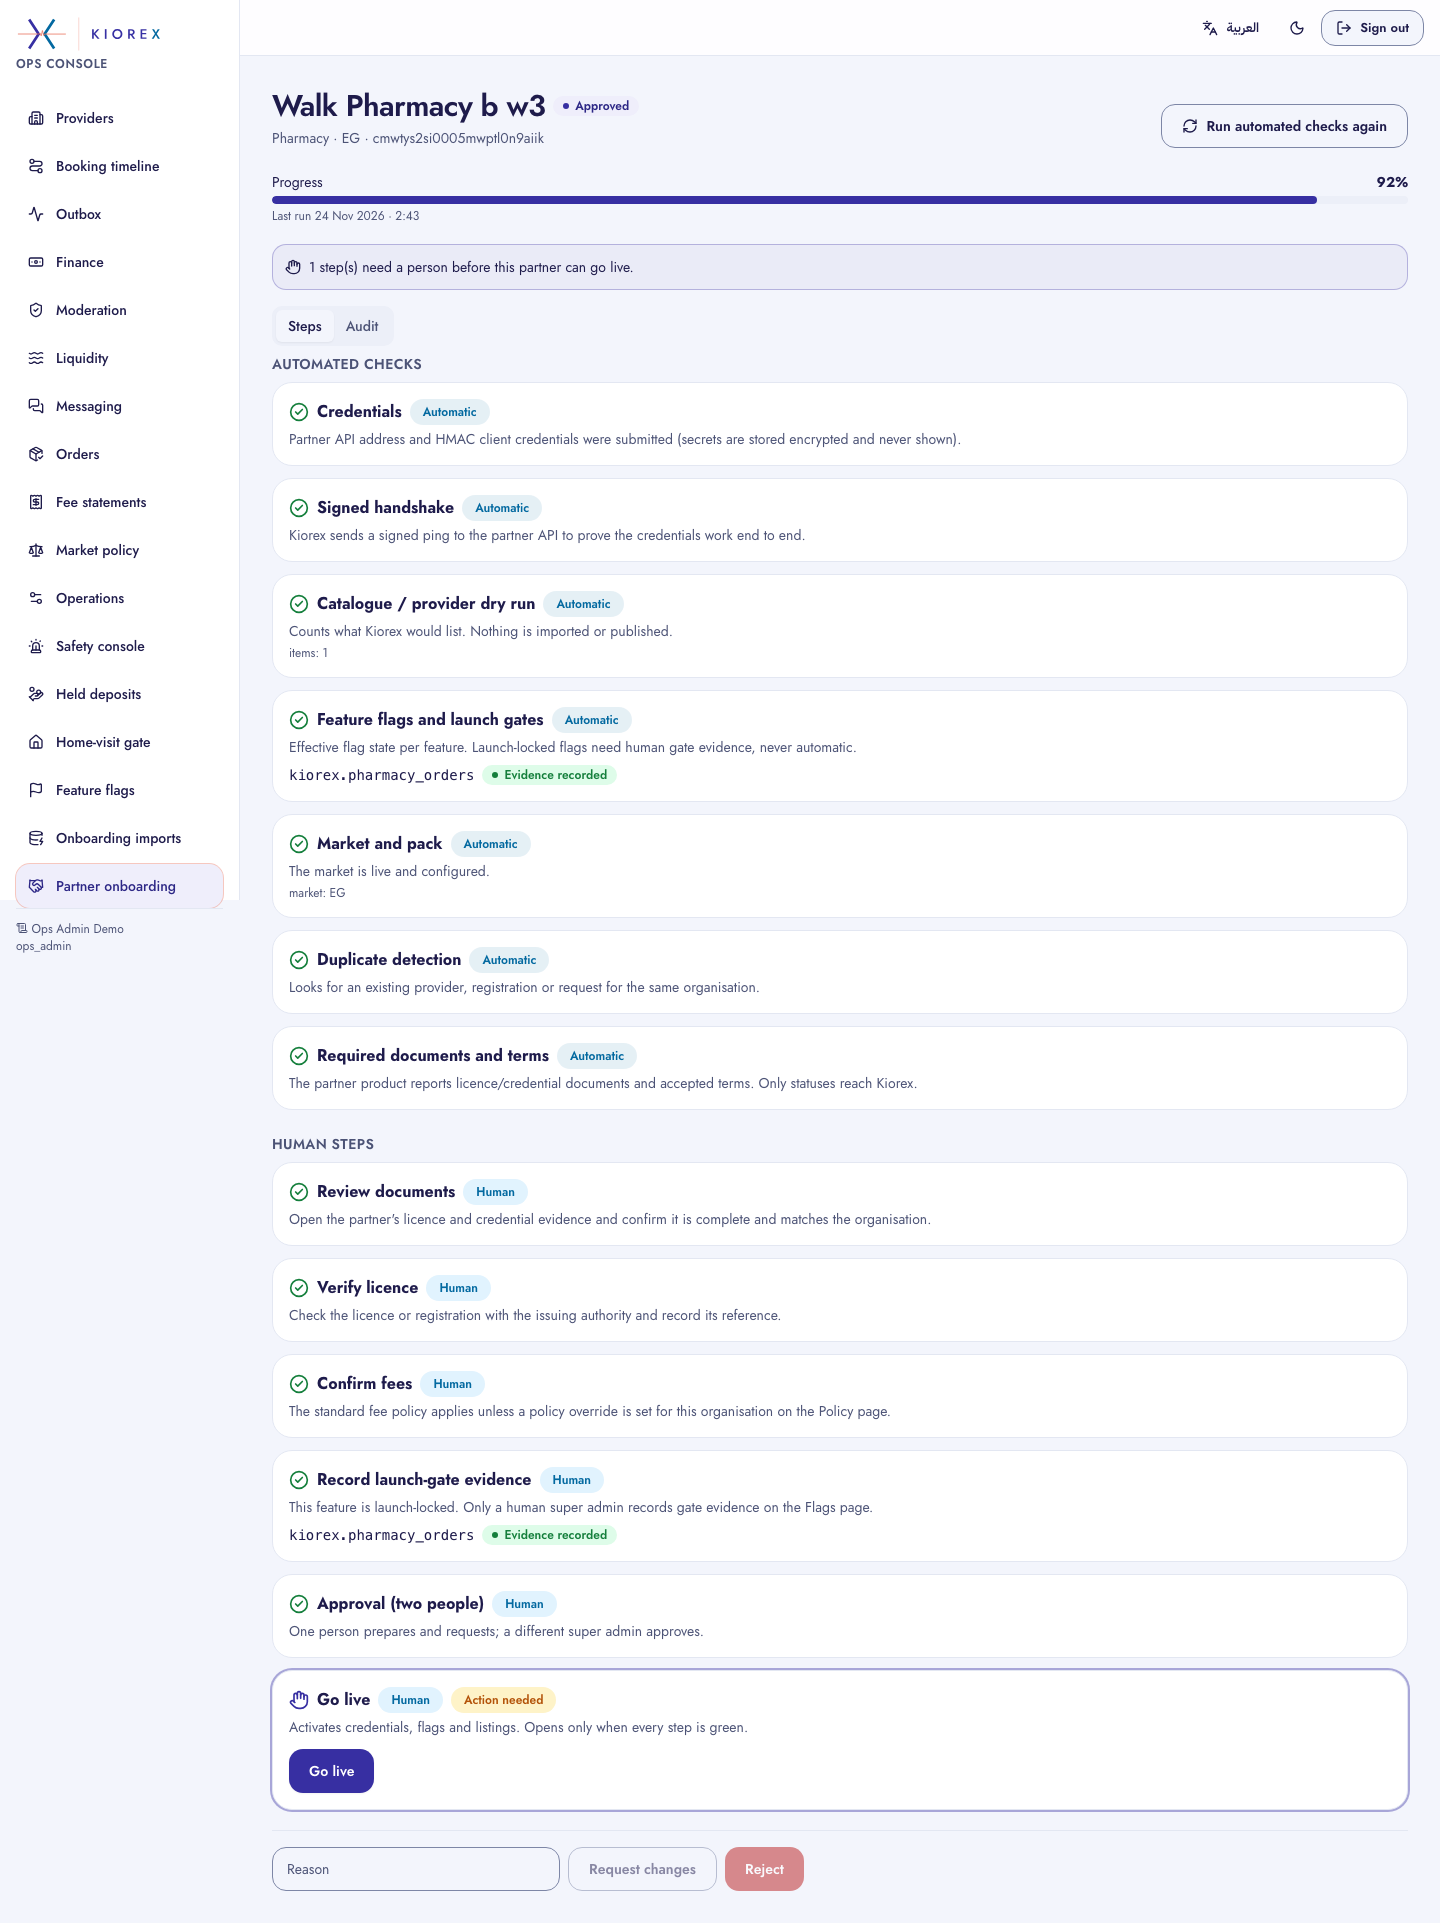 KIOREX
OPS CONSOLE
Providers
Booking timeline
Outbox
Finance
Moderation
Liquidity
Messaging
Orders
Fee statements
Market policy
Operations
Safety console
Held deposits
Home-visit gate
Feature flags
Onboarding imports
Partner onboarding
Ops Admin Demo
ops_admin
العربية
Sign out
Walk Pharmacy b w3 Approved
Pharmacy · EG · cmwtys2si0005mwptl0n9aiik
Run automated checks again
Progress 92%
Last run 24 Nov 2026 · 2:43
1 step(s) need a person before this partner can go live.
Steps Audit
AUTOMATED CHECKS
Credentials Automatic
Partner API address and HMAC client credentials were submitted (secrets are stored encrypted and never shown).
Signed handshake Automatic
Kiorex sends a signed ping to the partner API to prove the credentials work end to end.
Catalogue / provider dry run Automatic
Counts what Kiorex would list. Nothing is imported or published.
items: 1
Feature flags and launch gates Automatic
Effective flag state per feature. Launch-locked flags need human gate evidence, never automatic.
kiorex.pharmacy_orders Evidence recorded
Market and pack Automatic
The market is live and configured.
market: EG
Duplicate detection Automatic
Looks for an existing provider, registration or request for the same organisation.
Required documents and terms Automatic
The partner product reports licence/credential documents and accepted terms. Only statuses reach Kiorex.
HUMAN STEPS
Review documents Human
Open the partner's licence and credential evidence and confirm it is complete and matches the organisation.
Verify licence Human
Check the licence or registration with the issuing authority and record its reference.
Confirm fees Human
The standard fee policy applies unless a policy override is set for this organisation on the Policy page.
Record launch-gate evidence Human
This feature is launch-locked. Only a human super admin records gate evidence on the Flags page.
kiorex.pharmacy_orders Evidence recorded
Approval (two people) Human
One person prepares and requests; a different super admin approves.
Go live Human Action needed
Activates credentials, flags and listings. Opens only when every step is green.
Go live
Reason Request changes Reject